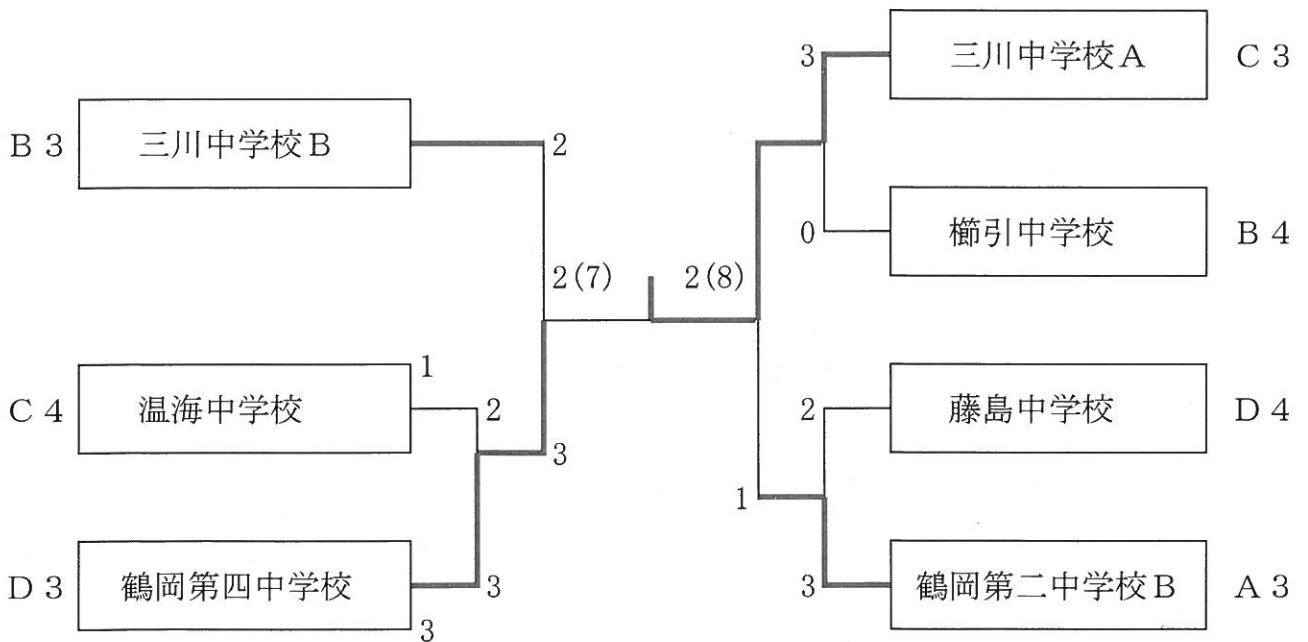 B 3
三川中学校B
2
2(7)
C 4
温海中学校
1
2
3
D 3
鶴岡第四中学校
3
3
3
三川中学校A
C 3
0
櫛引中学校
B 4
2(8)
2
藤島中学校
D 4
1
3
鶴岡第二中学校B
A 3